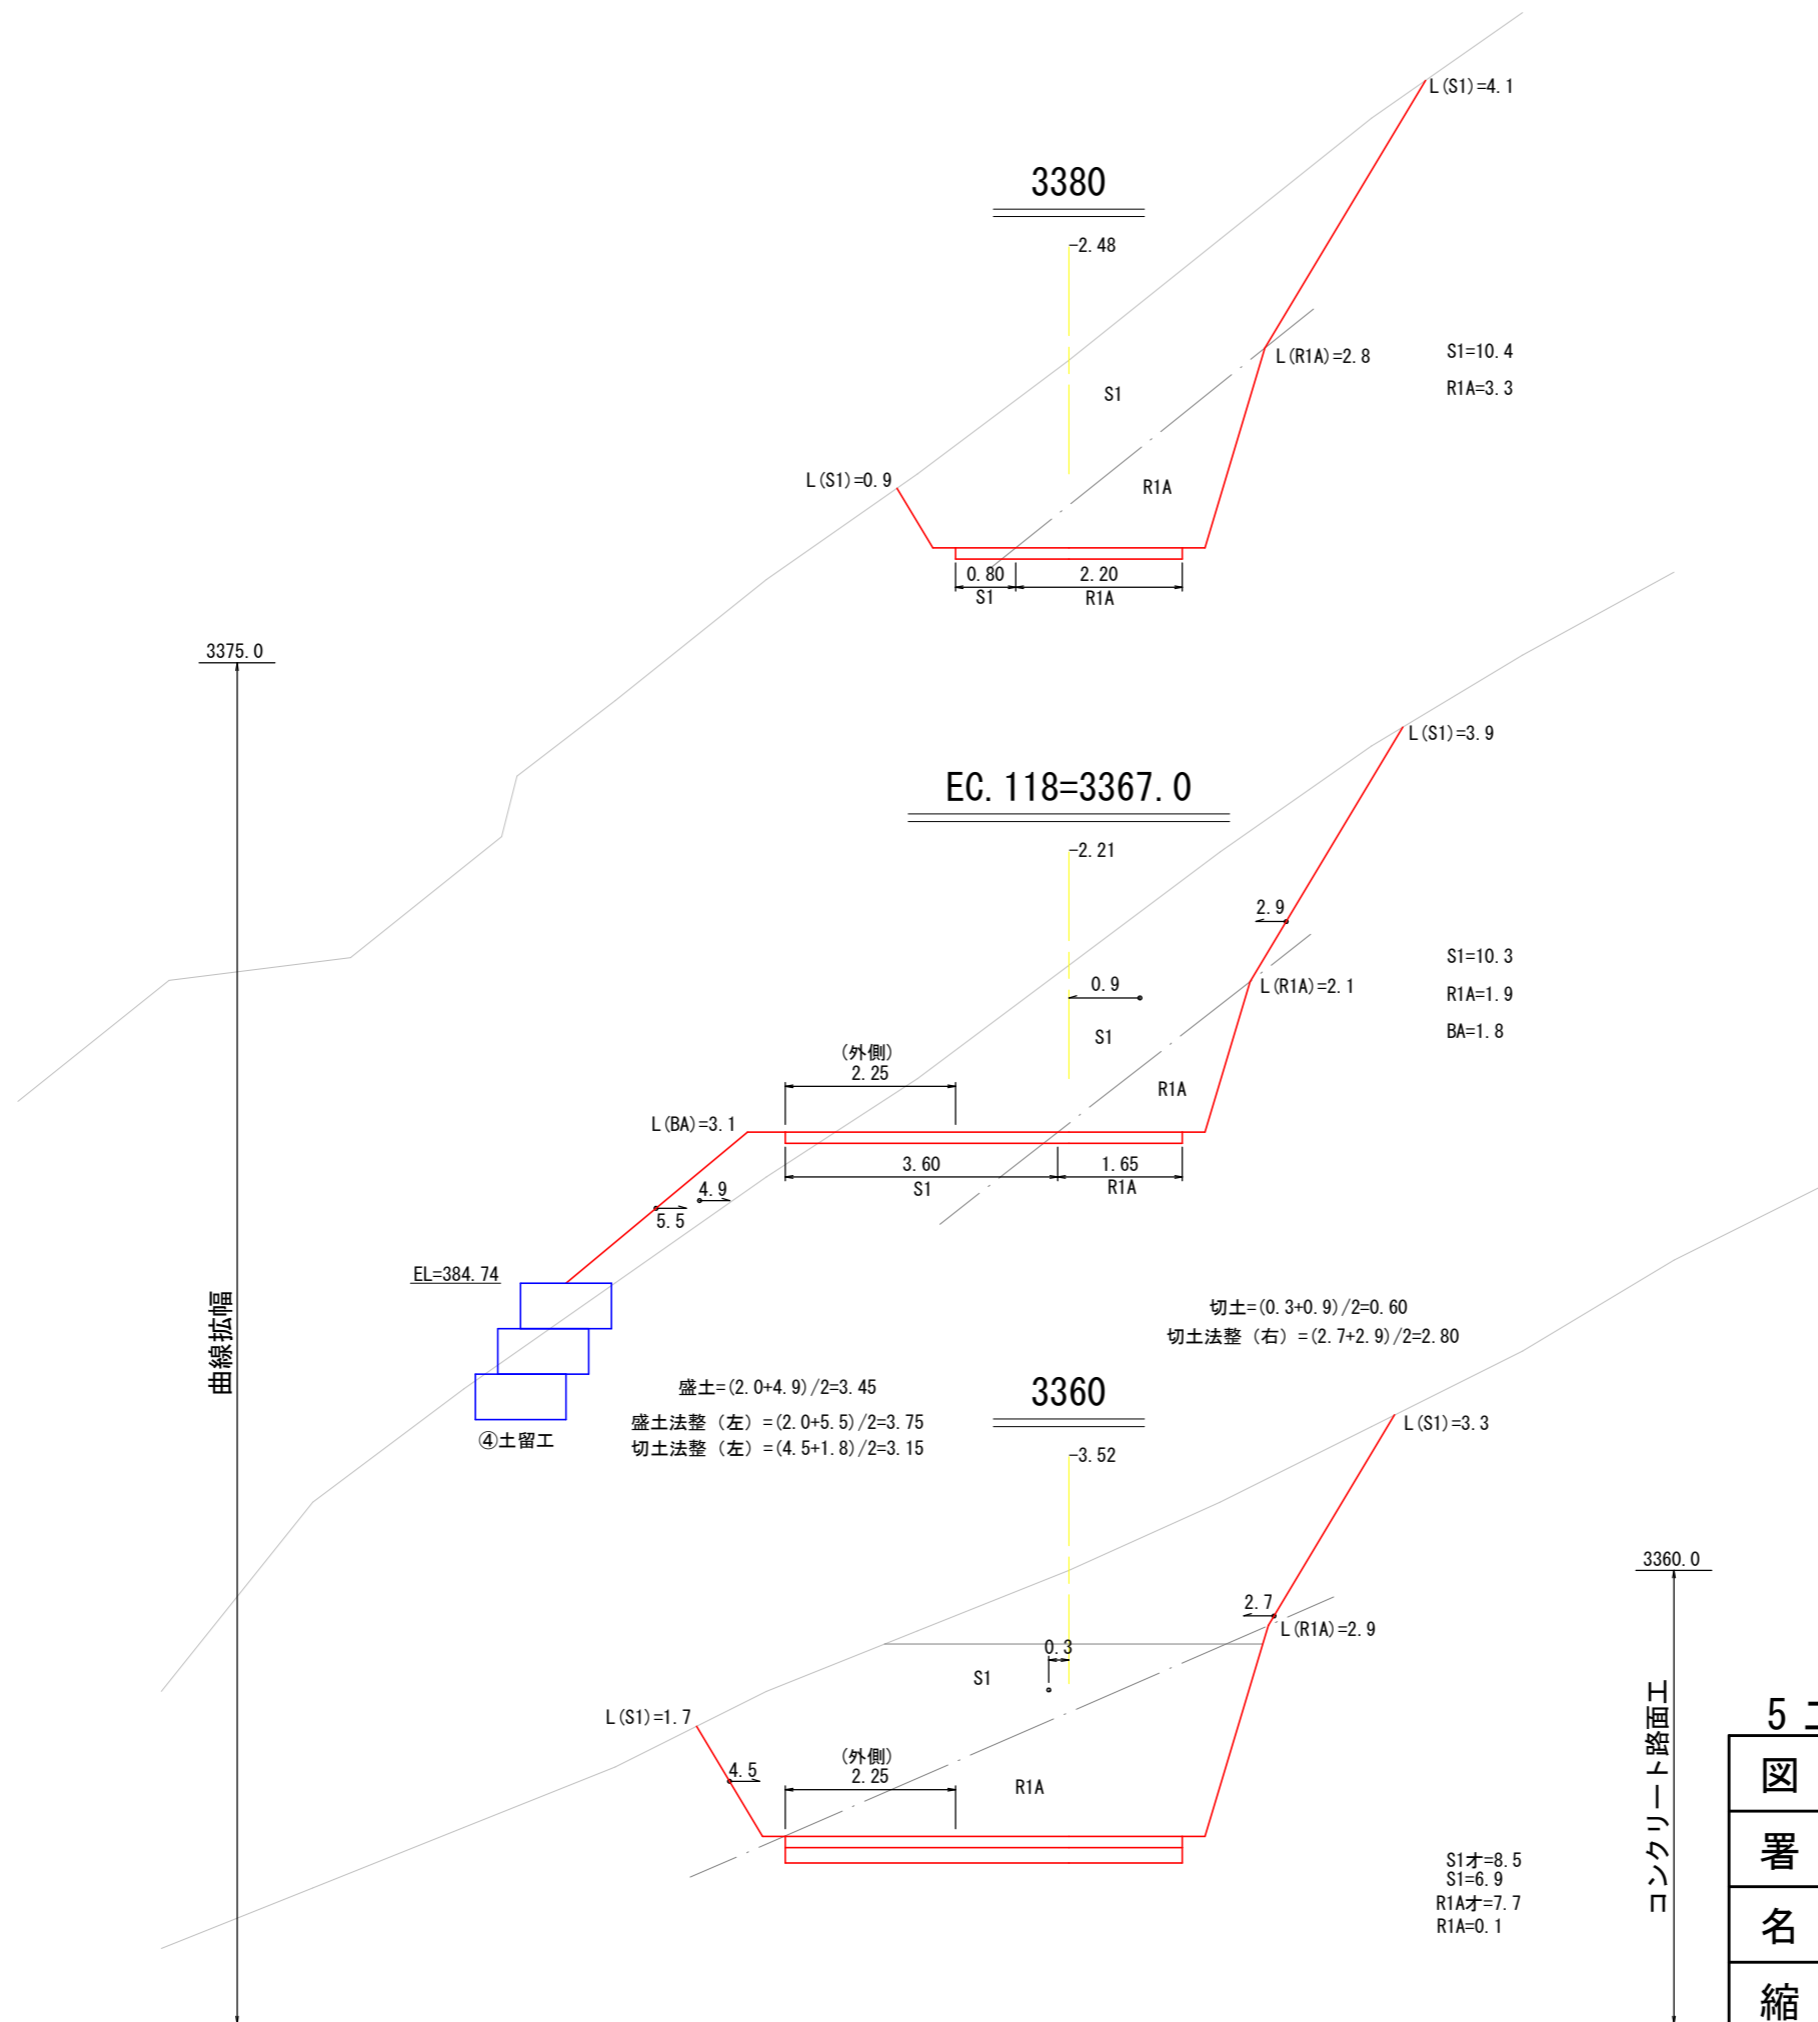 L(S1)=4.1
3380
-2.48
L(R1A)=2.8
S1=10.4
R1A=3.3
S1
L(S1)=0.9
R1A
0.80
2.20
S1
R1A
3375.0
L(S1)=3.9
EC.118=3367.0
-2.21
2.9
S1=10.3
L(R1A)=2.1
0.9
R1A=1.9
BA=1.8
S1
(外側)
2.25
R1A
L(BA)=3.1
3.60
1.65
S1
R1A
4.9
5.5
EL=384.74
曲線拡幅
切土=(0.3+0.9)/2=0.60
切土法整(右)=(2.7+2.9)/2=2.80
盛土=(2.0+4.9)/2=3.45
盛土法整(左)=(2.0+5.5)/2=3.75
切土法整(左)=(4.5+1.8)/2=3.15
④土留工
3360
-3.52
L(S1)=3.3
3360.0
2.7
L(R1A)=2.9
0.3
S1
L(S1)=1.7
(外側)
2.25
4.5
R1A
コンクリート路面工
S1才=8.5
S1=6.9
R1A才=7.7
R1A=0.1
5
図
署
名
縮